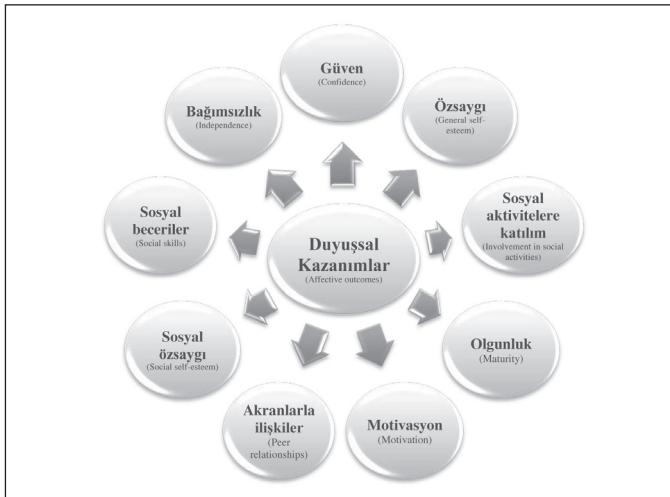 Güven
(Confidence)
Özsaygı
(General self-
esteem)
Sosyal
aktivitelere
katılım
(Involvement in social
activities)
Olgunluk
(Maturity)
Motivasyon
(Motivation)
Akranlarla
ilişkiler
(Peer
relationships)
Sosyal
özsaygı
(Social self-esteem)
Sosyal
beceriler
(Social skills)
Bağımsızlık
(Independence)
Duyuşsal
Kazanımlar
(Affective outcomes)